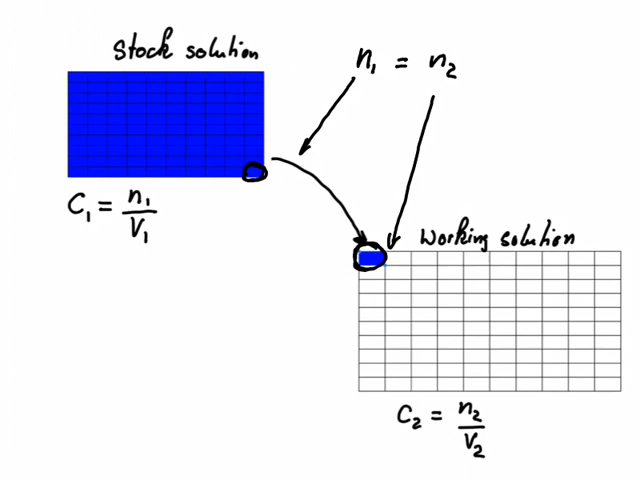 Stock solution
n₁ = n₂
C₁ = n₁/V₁
Working solution
C₂ = n₂/V₂